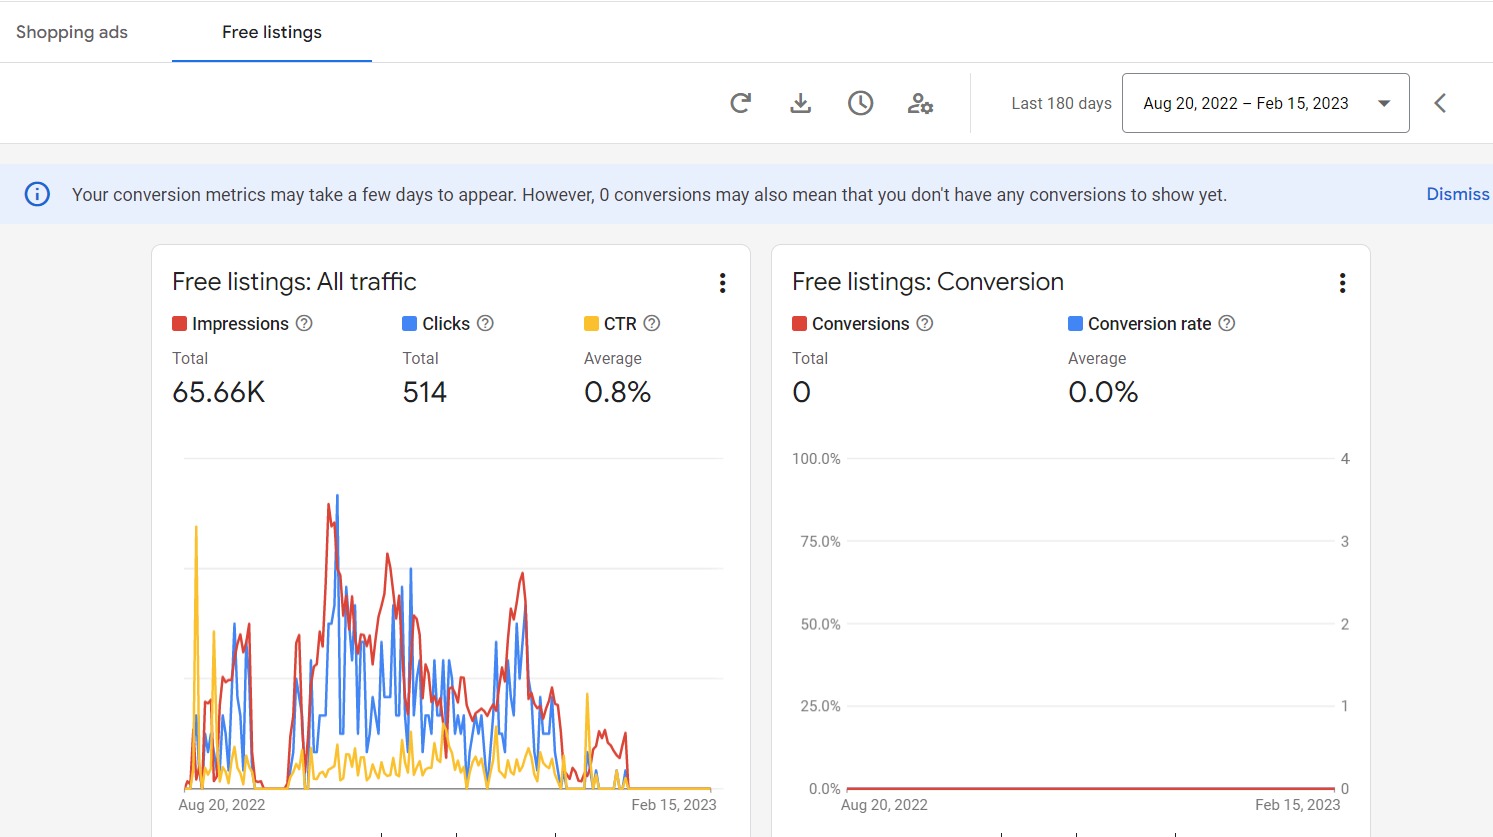 Shopping ads
Free listings
Last 180 days
Aug 20, 2022 – Feb 15, 2023
Your conversion metrics may take a few days to appear. However, 0 conversions may also mean that you don't have any conversions to show yet.
Dismiss
Free listings: All traffic
Impressions
Clicks
CTR
Total
Total
Average
65.66K
514
0.8%
Aug 20, 2022
Feb 15, 2023
Free listings: Conversion
Conversions
Conversion rate
Total
Average
0
0.0%
100.0%
4
75.0%
3
50.0%
2
25.0%
1
0.0%
0
Aug 20, 2022
Feb 15, 2023